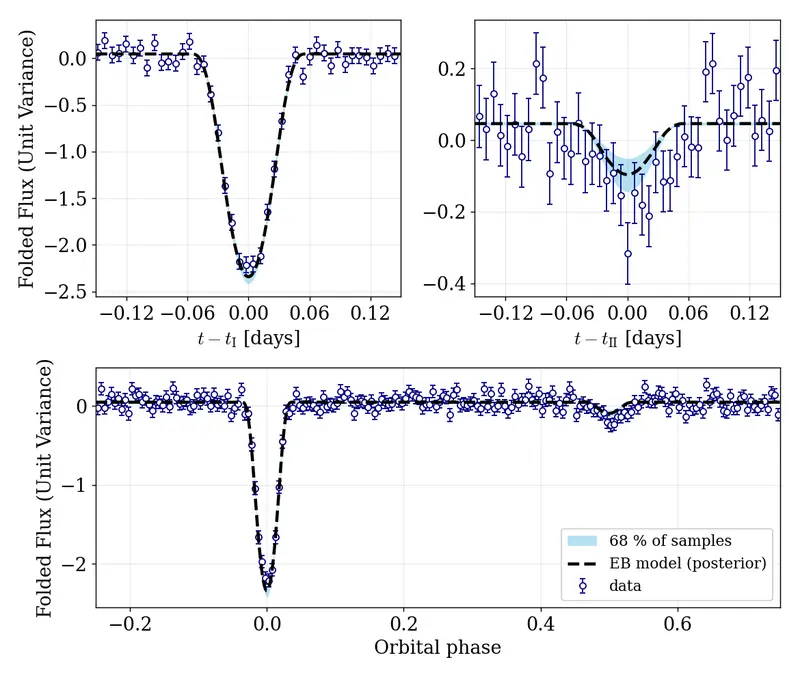 Folded Flux (Unit Variance)
0.0
−0.5
−1.0
−1.5
−2.0
−2.5
−0.12 −0.06 0.00 0.06 0.12
t − tI [days]
0.2
0.0
−0.2
−0.4
−0.12 −0.06 0.00 0.06 0.12
t − tII [days]
Folded Flux (Unit Variance)
0
−1
−2
−0.2 0.0 0.2 0.4 0.6
Orbital phase
68 % of samples
EB model (posterior)
data